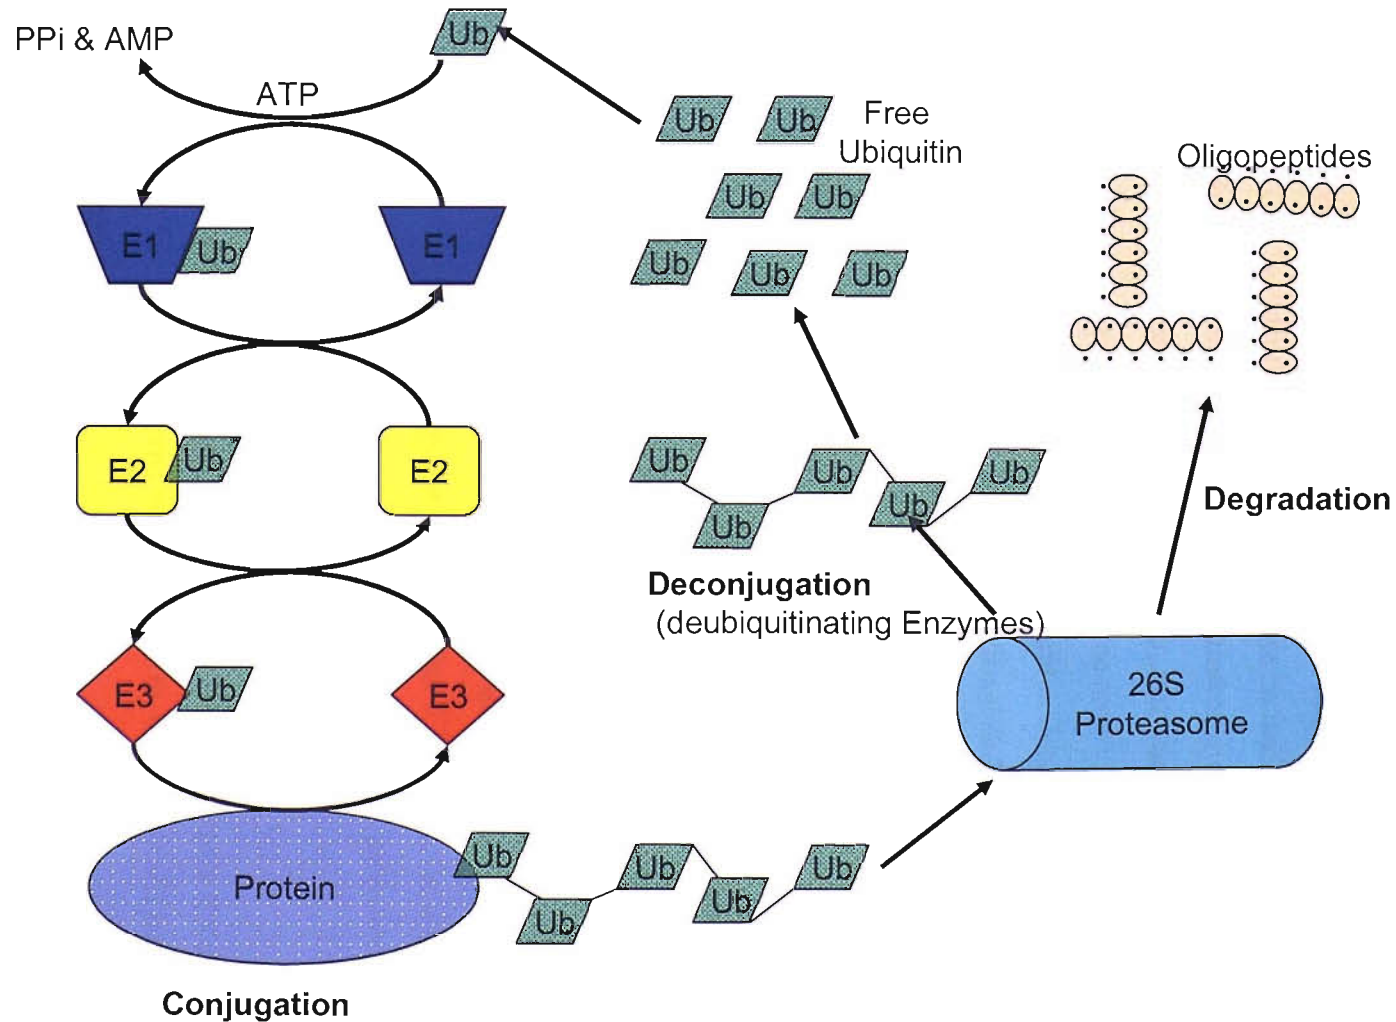 PPi & AMP
Ub
ATP
Ub
Ub
Free
Ubiquitin
Ub
Ub
Ub
Ub
Ub
Oligopeptides
E1
Ub
E1
E2
Ub
E2
Ub
Ub
Ub
Ub
Ub
Degradation
Deconjugation
(deubiquitinating Enzymes)
E3
Ub
E3
26S
Proteasome
Protein
Ub
Ub
Ub
Ub
Ub
Conjugation